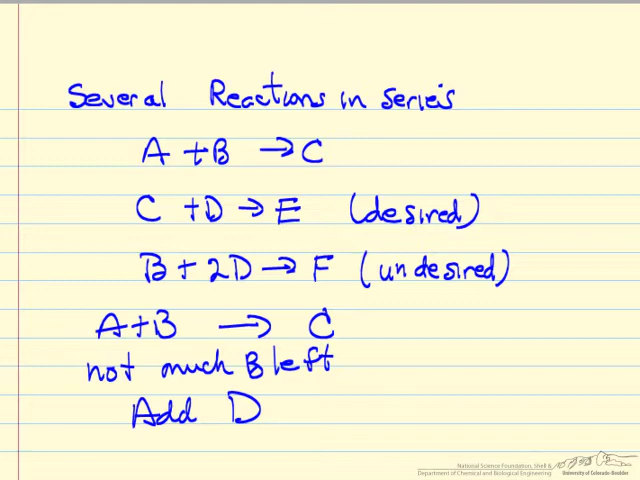 Several Reactions in series
A + B → C
C + D → E (desired)
B + 2D → F (undesired)
A + B → C
not much B left
Add D
National Science Foundation, Shell &
Department of Chemical and Biological Engineering
University of Colorado-Boulder